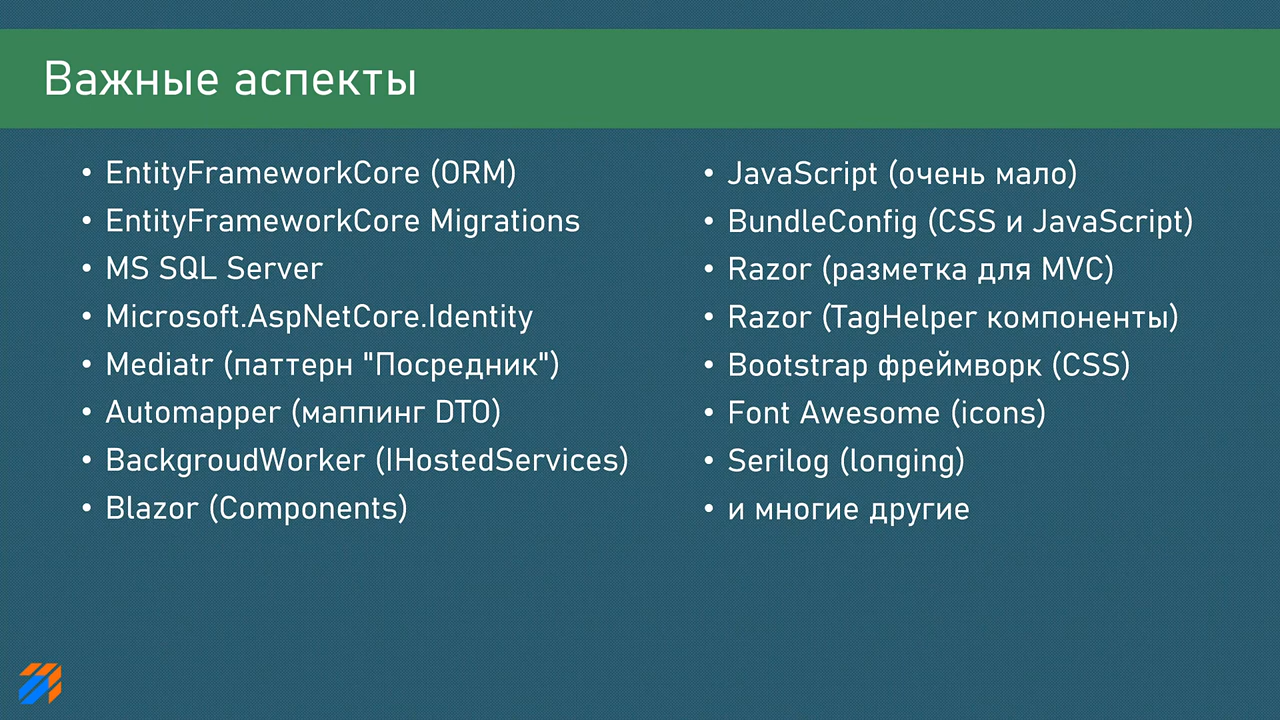 Важные аспекты
• EntityFrameworkCore (ORM)
• EntityFrameworkCore Migrations
• MS SQL Server
• Microsoft.AspNetCore.Identity
• Mediatr (паттерн "Посредник")
• Automapper (маппинг DTO)
• BackgroudWorker (IHostedServices)
• Blazor (Components)
• JavaScript (очень мало)
• BundleConfig (CSS и JavaScript)
• Razor (разметка для MVC)
• Razor (TagHelper компоненты)
• Bootstrap фреймворк (CSS)
• Font Awesome (icons)
• Serilog (loпging)
• и многие другие